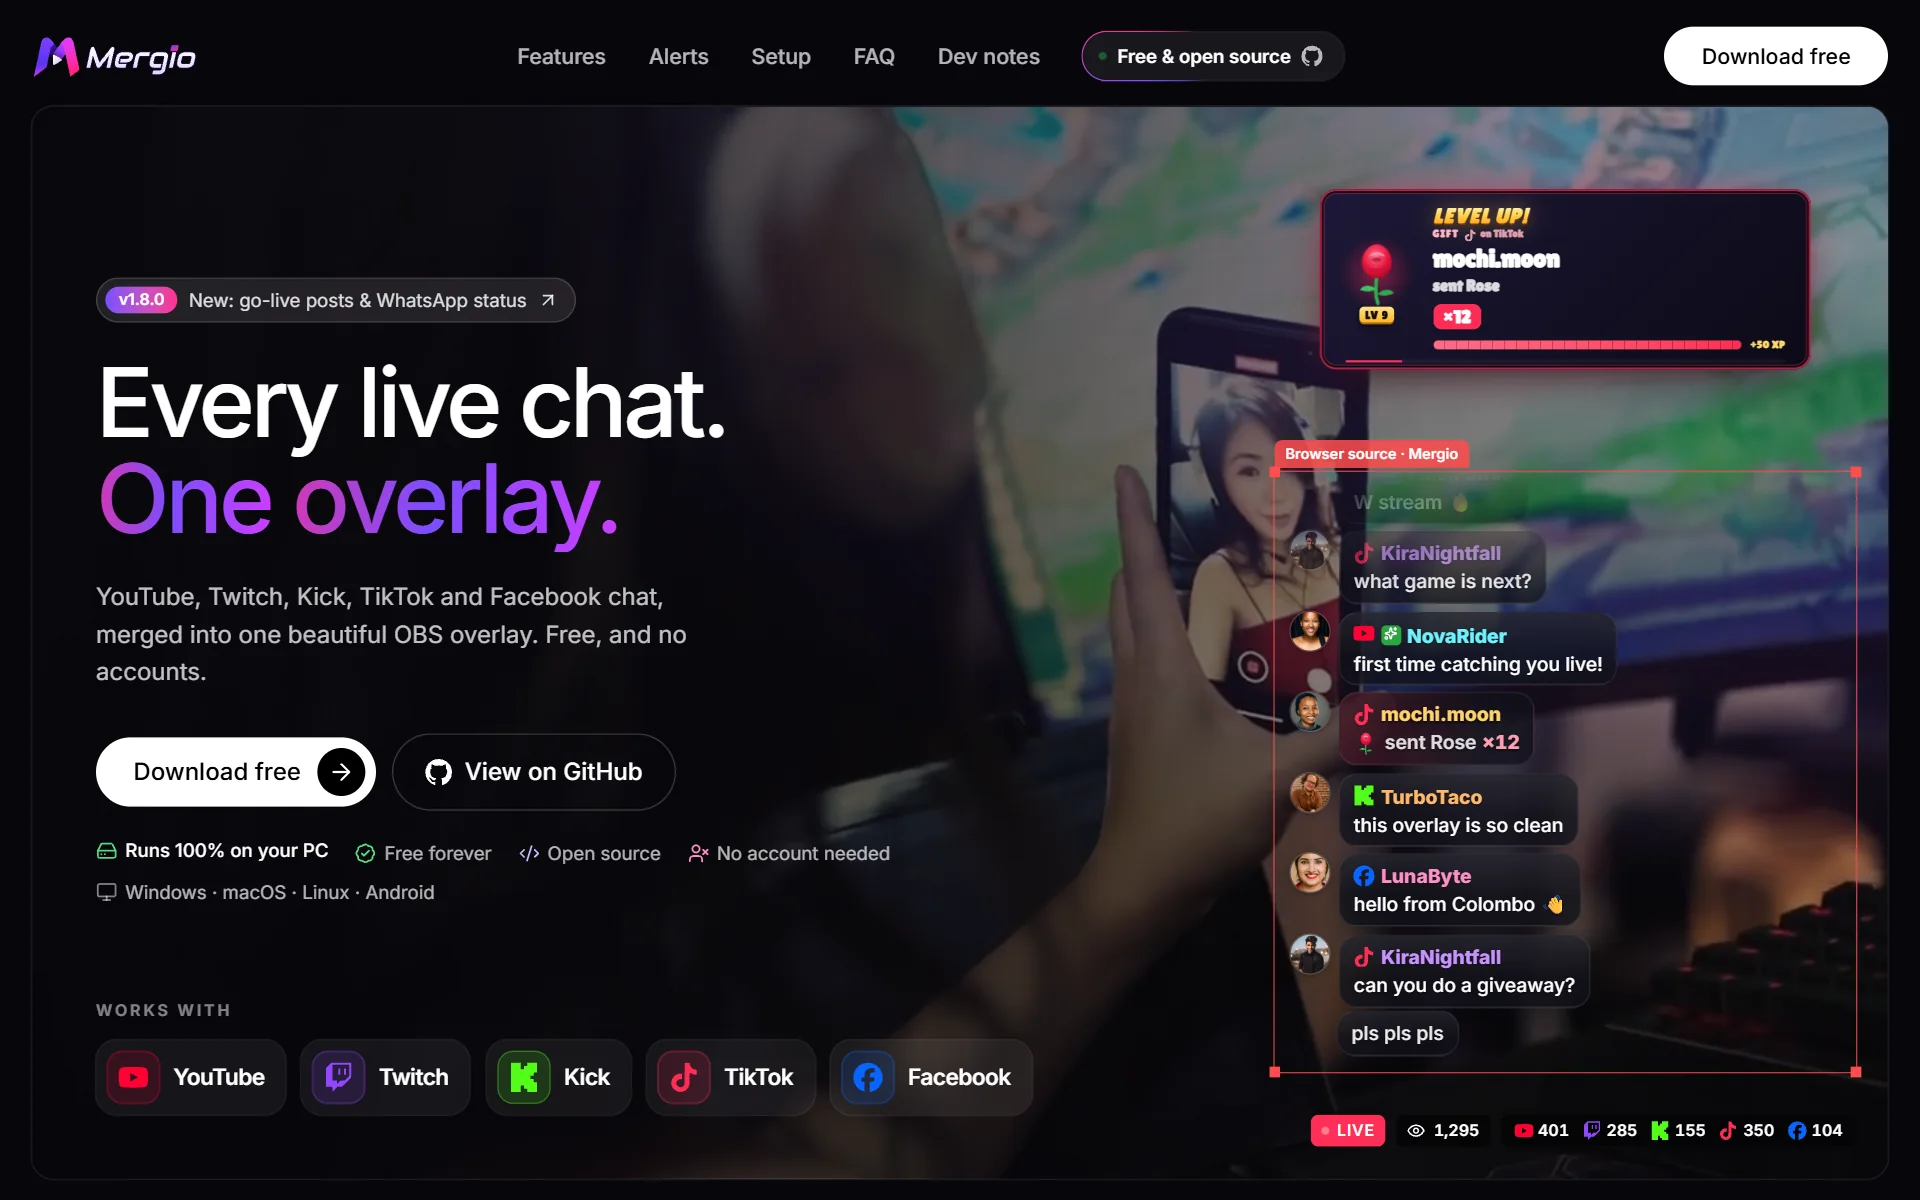 Mergio
Features
Alerts
Setup
FAQ
Dev notes
Free & open source
Download free
v1.8.0 New: go-live posts & WhatsApp status
Every live chat.
One overlay.
YouTube, Twitch, Kick, TikTok and Facebook chat,
merged into one beautiful OBS overlay. Free, and no
accounts.
Download free
View on GitHub
Runs 100% on your PC
Free forever
Open source
No account needed
Windows · macOS · Linux · Android
WORKS WITH
YouTube
Twitch
Kick
TikTok
Facebook
LEVEL UP!
GIFT on TikTok
mochi.moon
sent Rose
LV 9
×12
+50 XP
Browser source · Mergio
W stream
KiraNightfall
what game is next?
NovaRider
first time catching you live!
mochi.moon
sent Rose ×12
TurboTaco
this overlay is so clean
LunaByte
hello from Colombo 👋
KiraNightfall
can you do a giveaway?
pls pls pls
LIVE
1,295
401
285
155
350
104